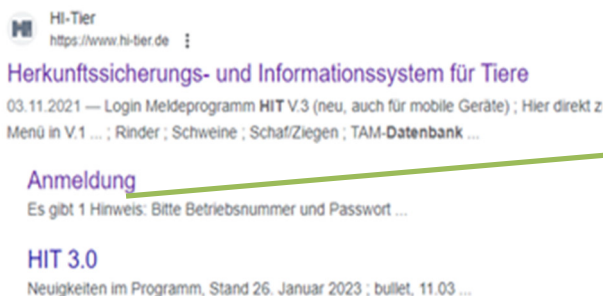 HI-Tier
https://www.hi-tier.de
Herkunftssicherungs- und Informationssystem für Tiere
03.11.2021 — Login Meldeprogramm HIT V.3 (neu, auch für mobile Geräte) ; Hier direkt z
Menü in V.1 ... ; Rinder ; Schweine ; Schaf/Ziegen ; TAM-Datenbank ...
Anmeldung
Es gibt 1 Hinweis: Bitte Betriebsnummer und Passwort ...
HIT 3.0
Neuigkeiten im Programm, Stand 26. Januar 2023 ; bullet, 11.03 ...